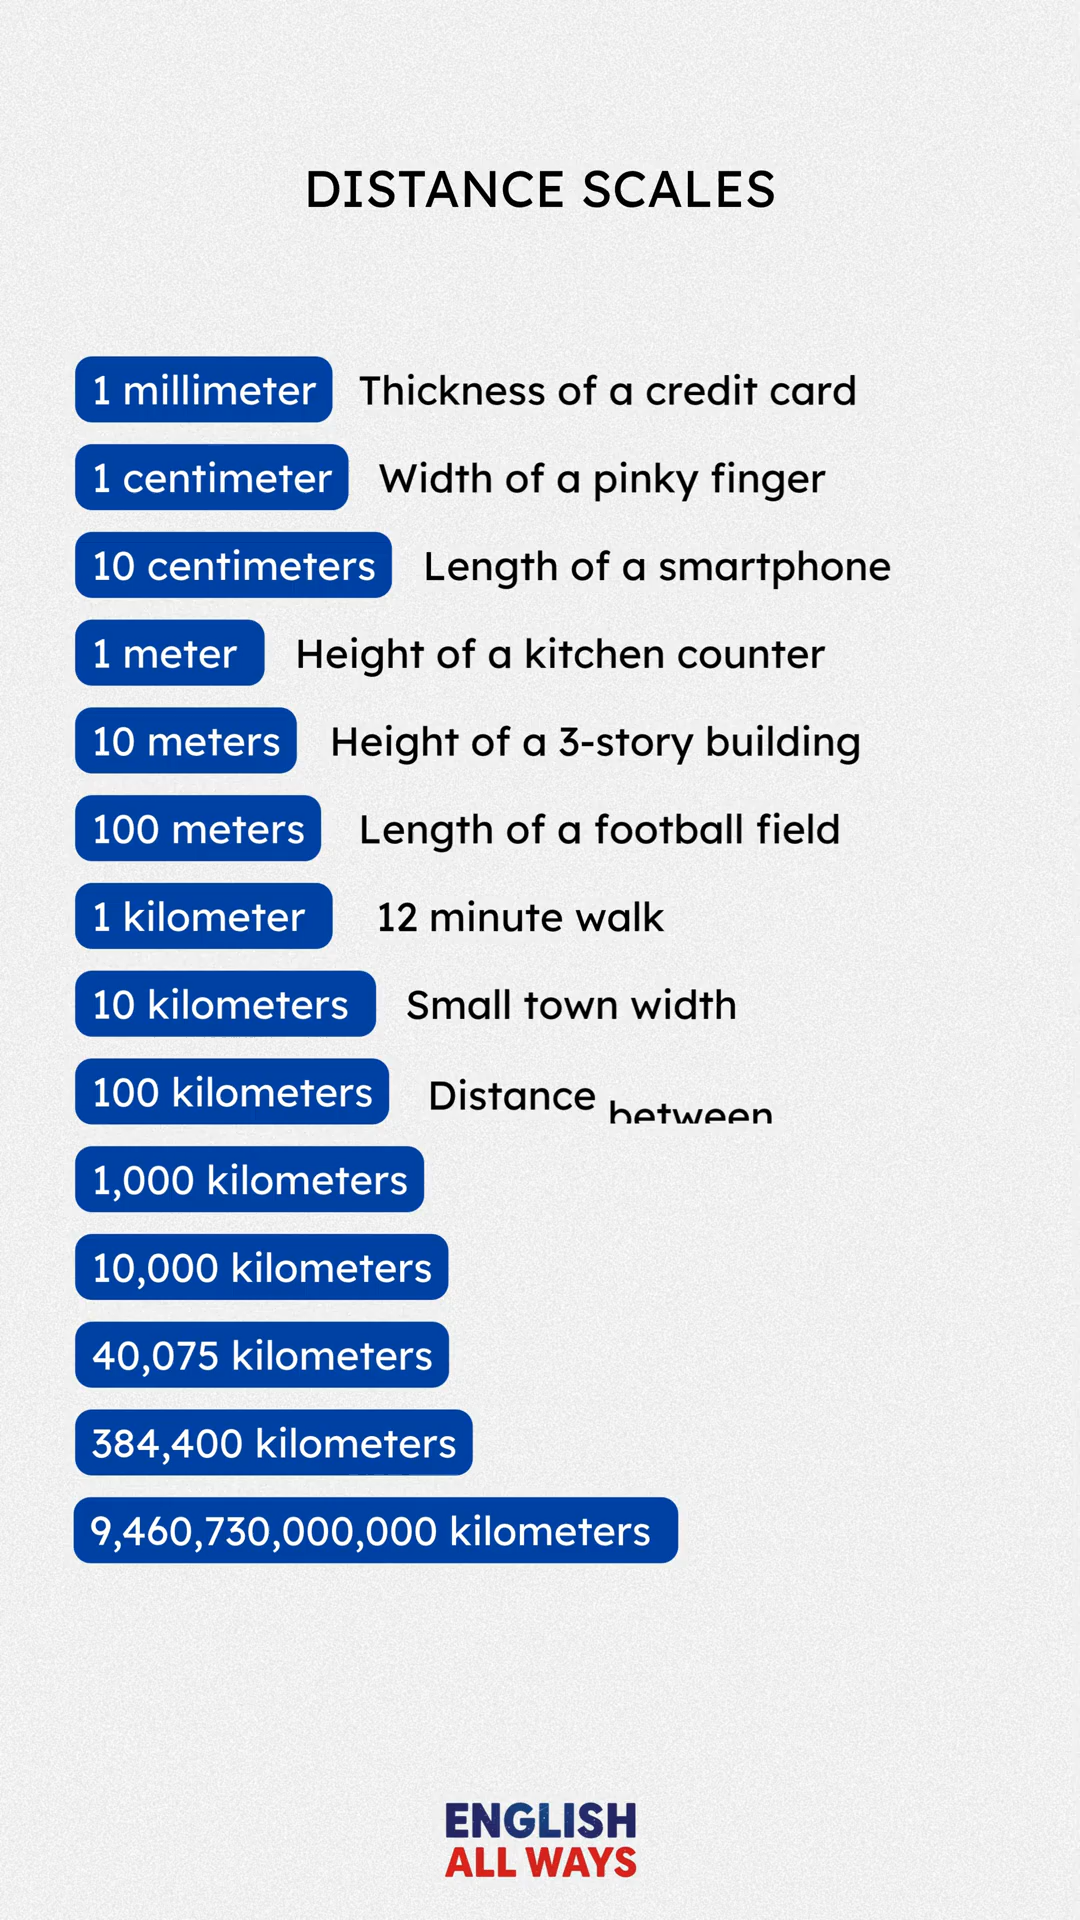 DISTANCE SCALES
1 millimeter Thickness of a credit card
1 centimeter Width of a pinky finger
10 centimeters Length of a smartphone
1 meter Height of a kitchen counter
10 meters Height of a 3-story building
100 meters Length of a football field
1 kilometer 12 minute walk
10 kilometers Small town width
100 kilometers Distance between
1,000 kilometers
10,000 kilometers
40,075 kilometers
384,400 kilometers
9,460,730,000,000 kilometers
ENGLISH
ALL WAYS